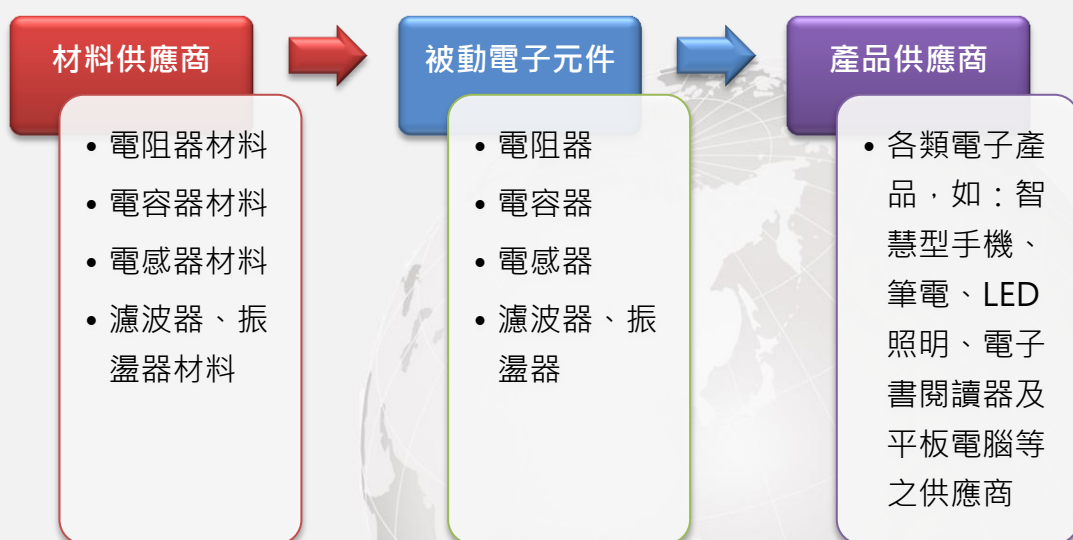 材料供應商
• 電阻器材料
• 電容器材料
• 電感器材料
• 濾波器、振
盪器材料
被動電子元件
• 電阻器
• 電容器
• 電感器
• 濾波器、振
盪器
產品供應商
• 各類電子產
品，如：智
慧型手機、
筆電、LED
照明、電子
書閱讀器及
平板電腦等
之供應商